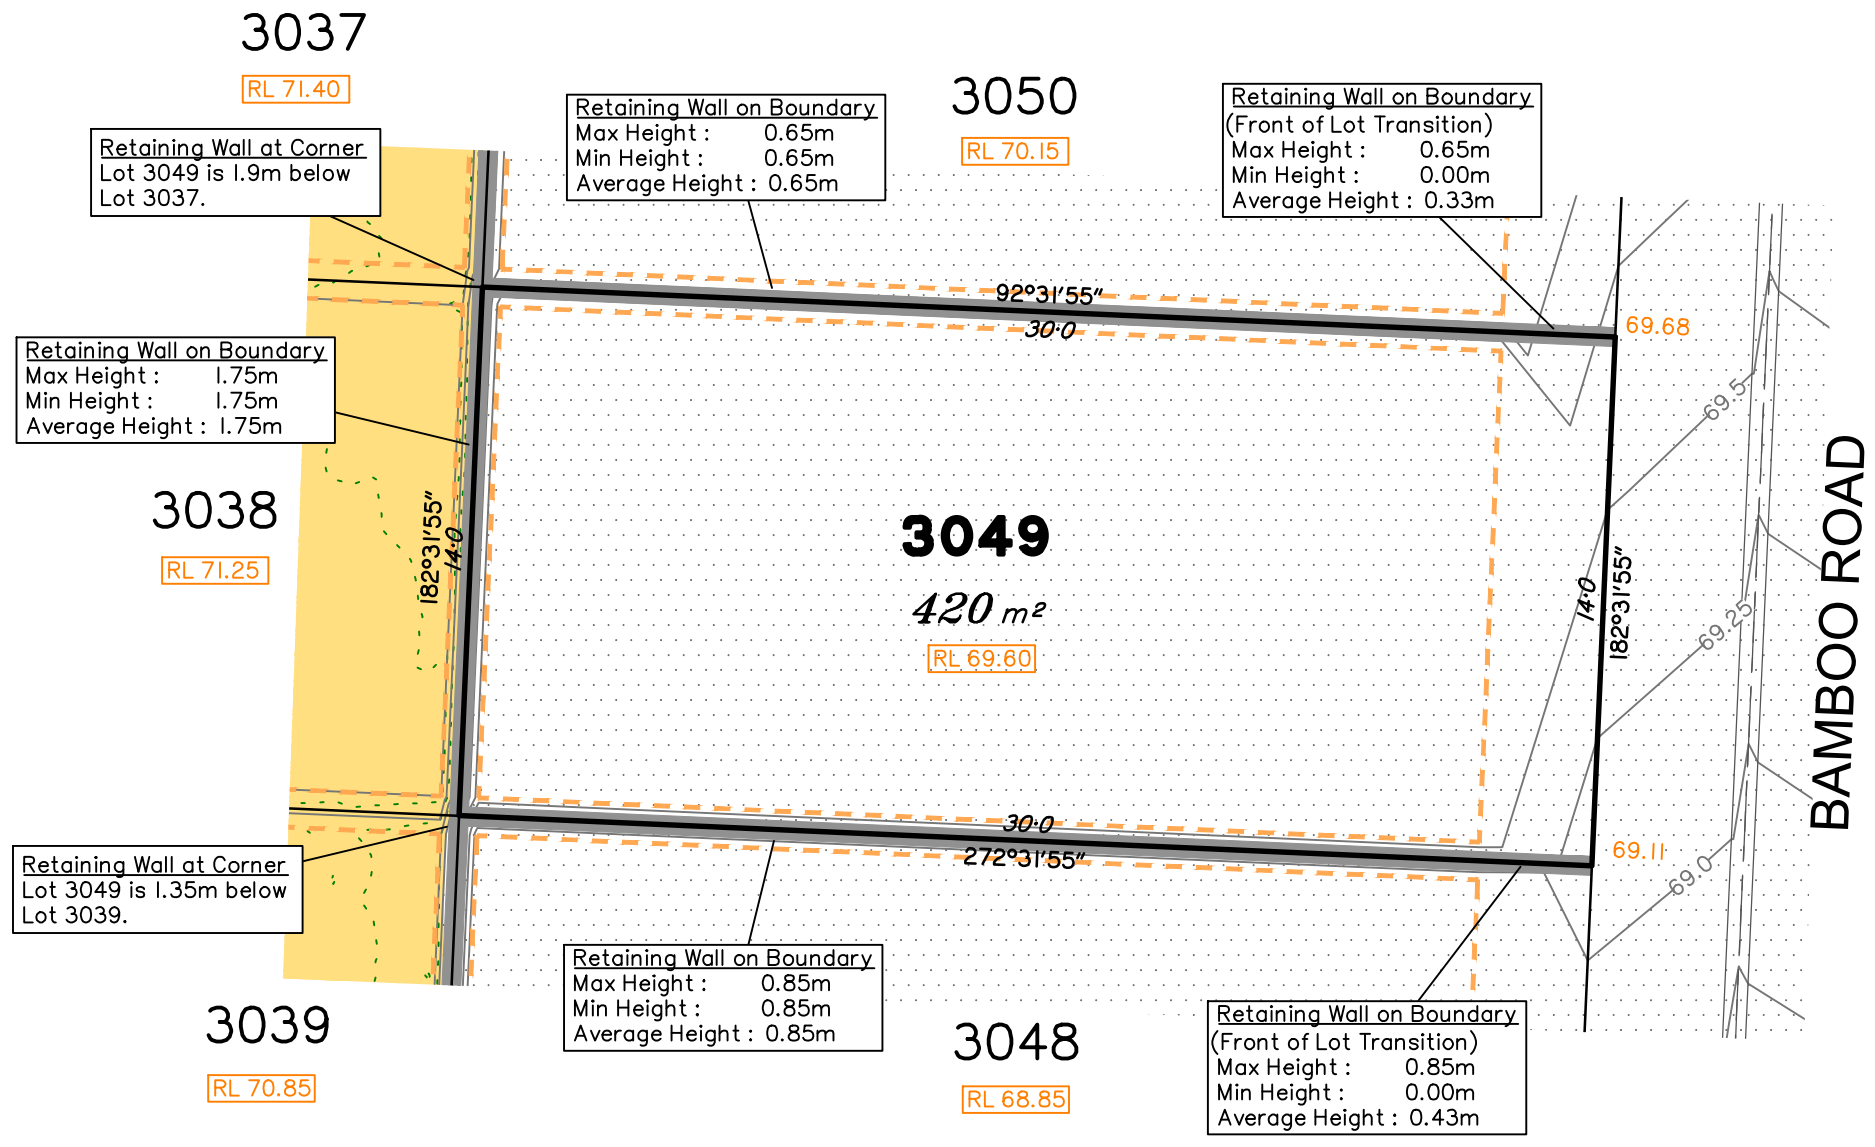 3037
RL 71.40
Retaining Wall at Corner
Lot 3049 is 1.9m below
Lot 3037.
Retaining Wall on Boundary
Max Height : 0.65m
Min Height : 0.65m
Average Height : 0.65m
3050
RL 70.15
Retaining Wall on Boundary
(Front of Lot Transition)
Max Height : 0.65m
Min Height : 0.00m
Average Height : 0.33m
92°31'55"
30·0
69.68
Retaining Wall on Boundary
Max Height : 1.75m
Min Height : 1.75m
Average Height : 1.75m
69.5
3038
RL 71.25
182°31'55"
14·0
3049
420 m²
RL 69.60
14·0
182°31'55"
69.25
BAMBOO ROAD
30·0
272°31'55"
69.11
69.0
Retaining Wall at Corner
Lot 3049 is 1.35m below
Lot 3039.
3039
RL 70.85
Retaining Wall on Boundary
Max Height : 0.85m
Min Height : 0.85m
Average Height : 0.85m
3048
RL 68.85
Retaining Wall on Boundary
(Front of Lot Transition)
Max Height : 0.85m
Min Height : 0.00m
Average Height : 0.43m